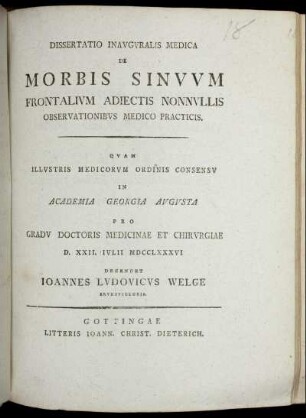 18
DISSERTATIO INAVGVRALIS MEDICA
DE
MORBIS SINVVM
FRONTALIVM ADIECTIS NONNVLLIS
OBSERVATIONIBVS MEDICO PRACTICIS.
QVAM
ILLVSTRIS MEDICORVM ORDINIS CONSENSV
IN
ACADEMIA GEORGIA AVGVSTA
PRO
GRADV DOCTORIS MEDICINAE ET CHIRVRGIAE
D. XXII. IVLII MDCCLXXXVI
DEFENDET
IOANNES LVDOVICVS WELGE
GOTTINGAE
LITTERIS IOANN. CHRIST. DIETERICH.